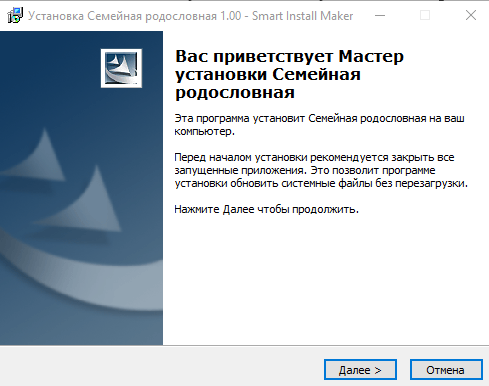 Установка Семейная родословная 1.00 - Smart Install Maker
Вас приветствует Мастер
установки Семейная
родословная
Эта программа установит Семейная родословная на ваш
компьютер.
Перед началом установки рекомендуется закрыть все
запущенные приложения. Это позволит программе
установки обновить системные файлы без перезагрузки.
Нажмите Далее чтобы продолжить.
Далее >
Отмена